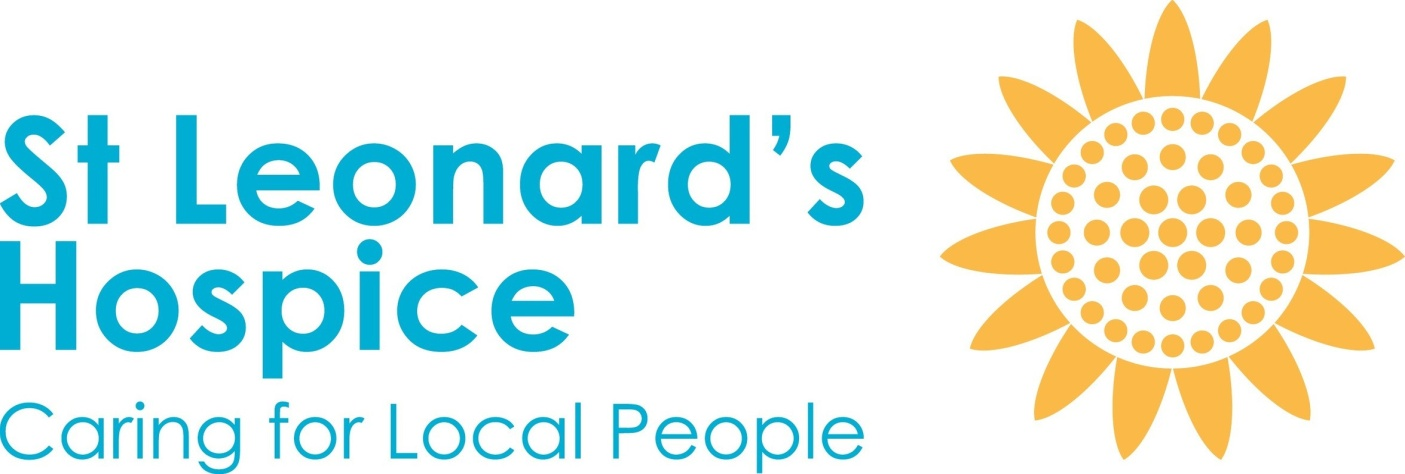 St Leonard’s
Hospice
Caring for Local People